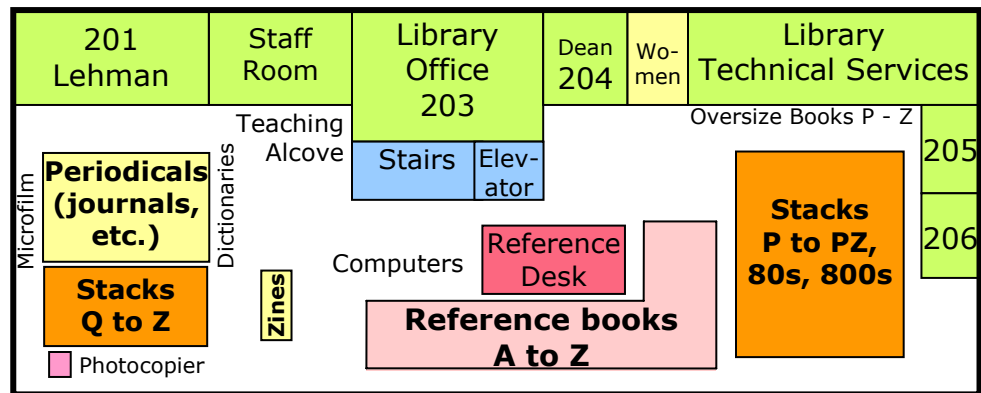 201
Lehman
Staff
Room
Library
Office
203
Dean
204
Wo-
men
Library
Technical Services
Oversize Books P - Z
205
206
Teaching
Alcove
Stairs
Elev-
ator
Microfilm
Periodicals
(journals,
etc.)
Dictionaries
Stacks
Q to Z
Photocopier
Zines
Computers
Reference
Desk
Reference books
A to Z
Stacks
P to PZ,
80s, 800s